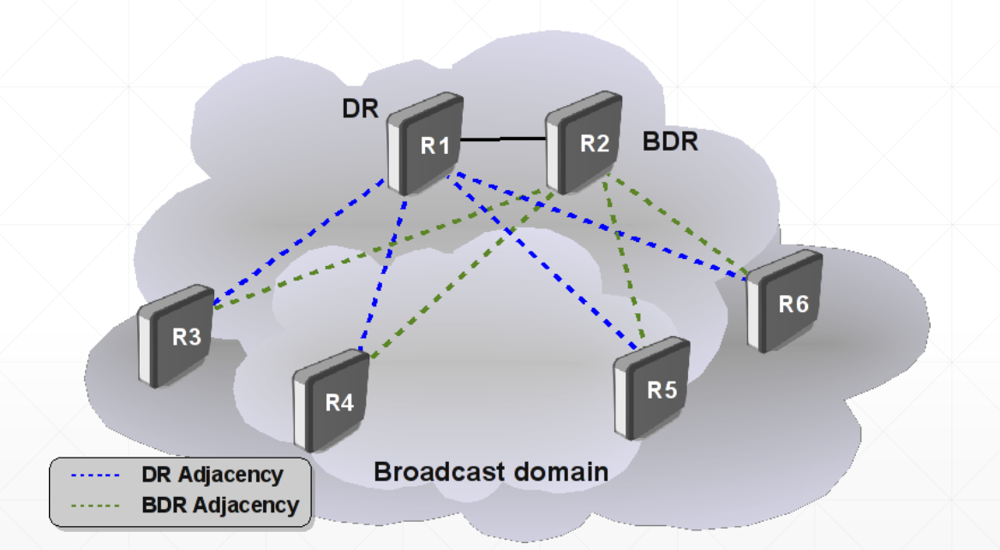 DR
R1
R2
BDR
R3
R4
R5
R6
Broadcast domain
DR Adjacency
BDR Adjacency